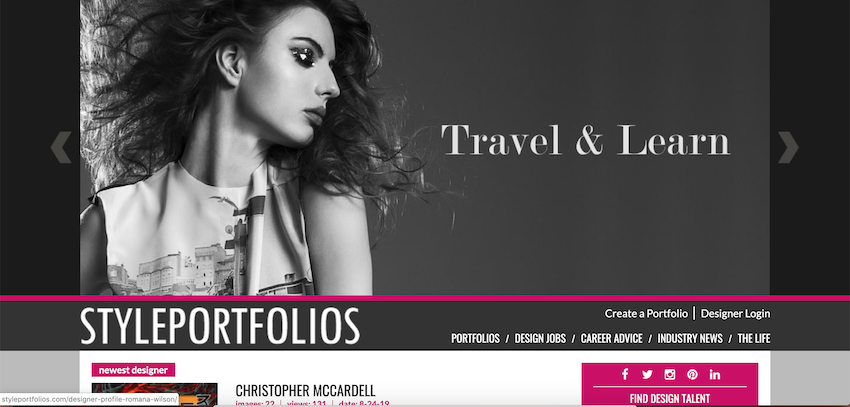 Travel & Learn
STYLEPORTFOLIOS
Create a Portfolio | Designer Login
PORTFOLIOS / DESIGN JOBS / CAREER ADVICE / INDUSTRY NEWS / THE LIFE
newest designer
CHRISTOPHER MCCARDELL
images: 22 | views: 131 | date: 8-24-19
FIND DESIGN TALENT
styleportfolios.com/designer-profile-romana-wilson/